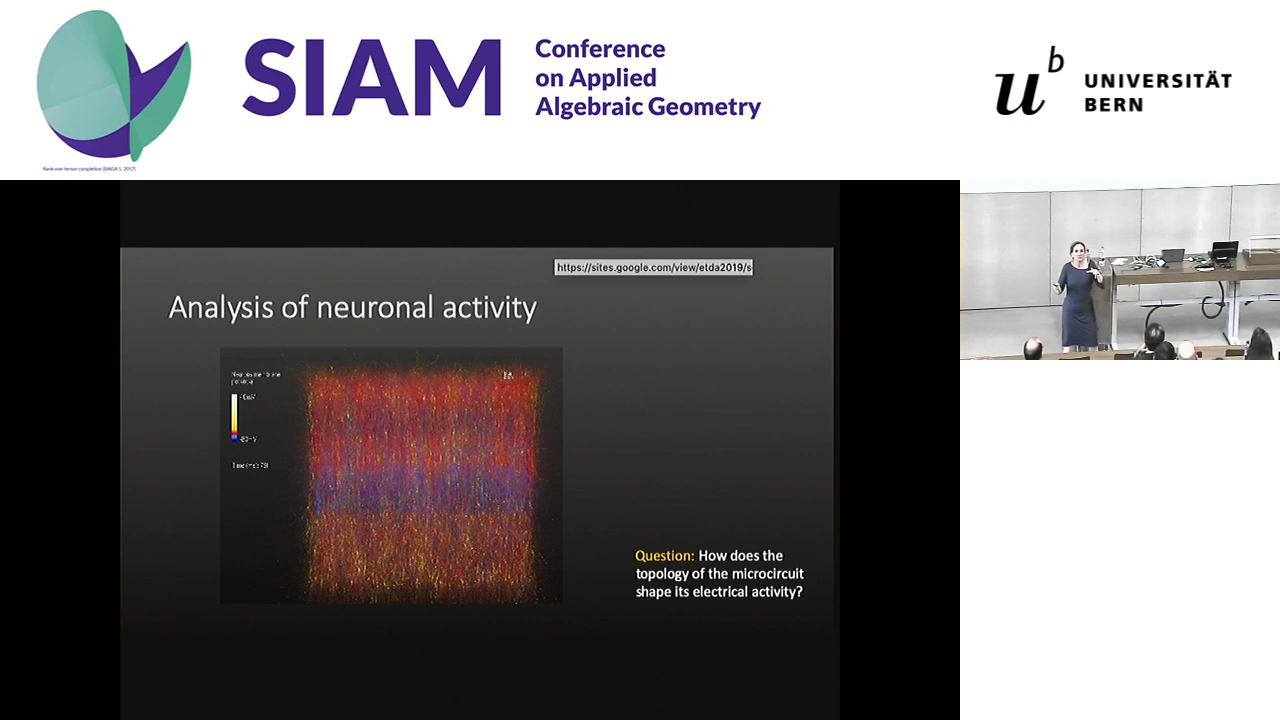 SIAM
Conference
on Applied
Algebraic Geometry
u
b
UNIVERSITÄT
BERN
https://sites.google.com/view/etda2019/s
Analysis of neuronal activity
Question: How does the
topology of the microcircuit
shape its electrical activity?